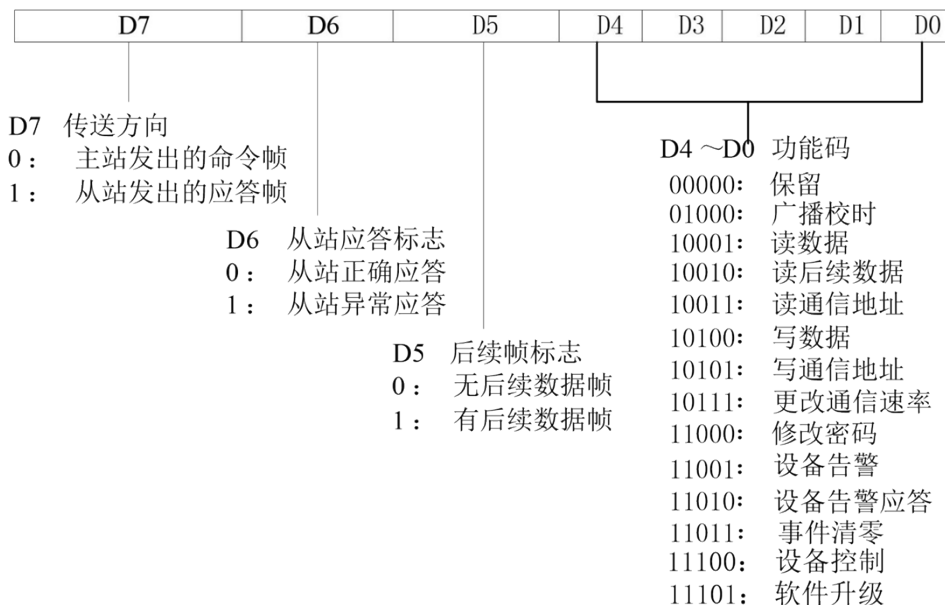 D7 D6 D5 D4 D3 D2 D1 D0
D7 传送方向
0： 主站发出的命令帧
1： 从站发出的应答帧
D6 从站应答标志
0： 从站正确应答
1： 从站异常应答
D5 后续帧标志
0： 无后续数据帧
1： 有后续数据帧
D4～D0 功能码
00000: 保留
01000: 广播校时
10001: 读数据
10010: 读后续数据
10011: 读通信地址
10100: 写数据
10101: 写通信地址
10111: 更改通信速率
11000: 修改密码
11001: 设备告警
11010: 设备告警应答
11011: 事件清零
11100: 设备控制
11101: 软件升级